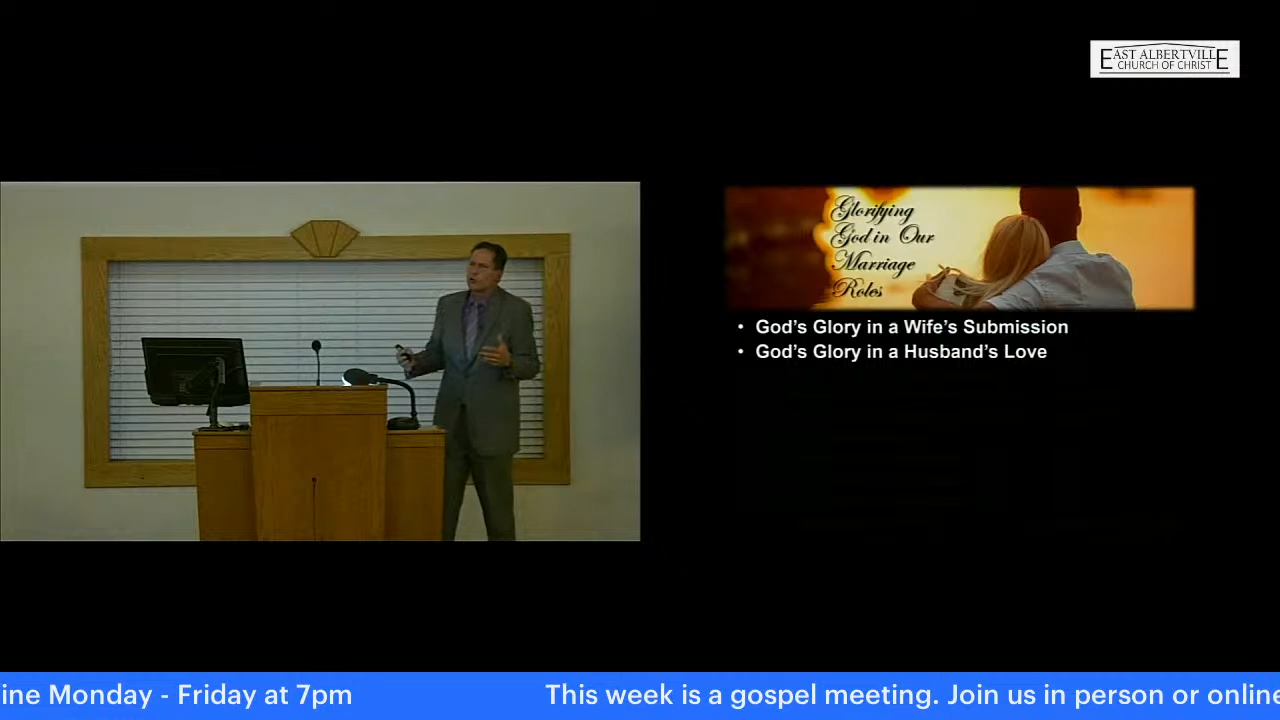 EAST ALBERTVILLE
CHURCH OF CHRIST
Glorifying
God in Our
Marriage
Roles
• God's Glory in a Wife's Submission
• God's Glory in a Husband's Love
ine Monday - Friday at 7pm This week is a gospel meeting. Join us in person or online